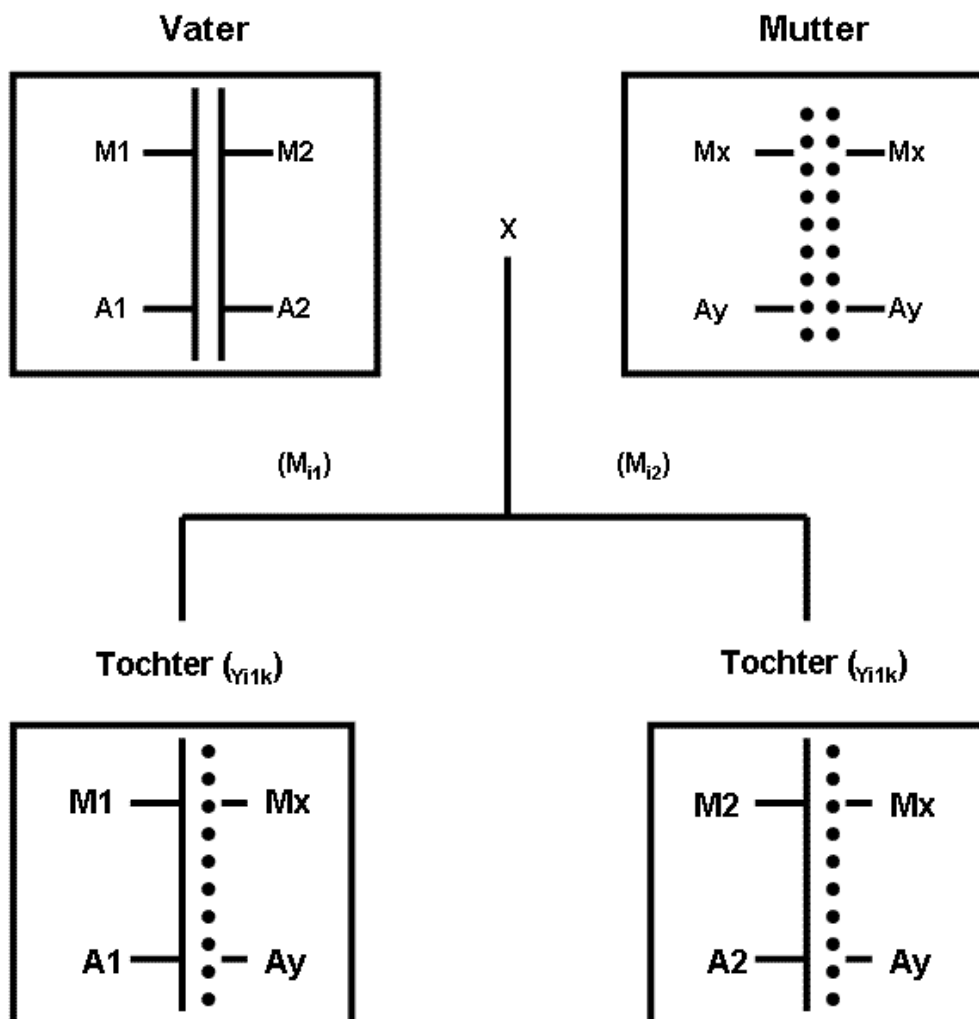 Vater Mutter
M1 M2 Mx Mx
X
A1 A2 Ay Ay
(Mi1) (Mi2)
Tochter (Yi1k) Tochter (Yi1k)
M1 Mx M2 Mx
A1 Ay A2 Ay